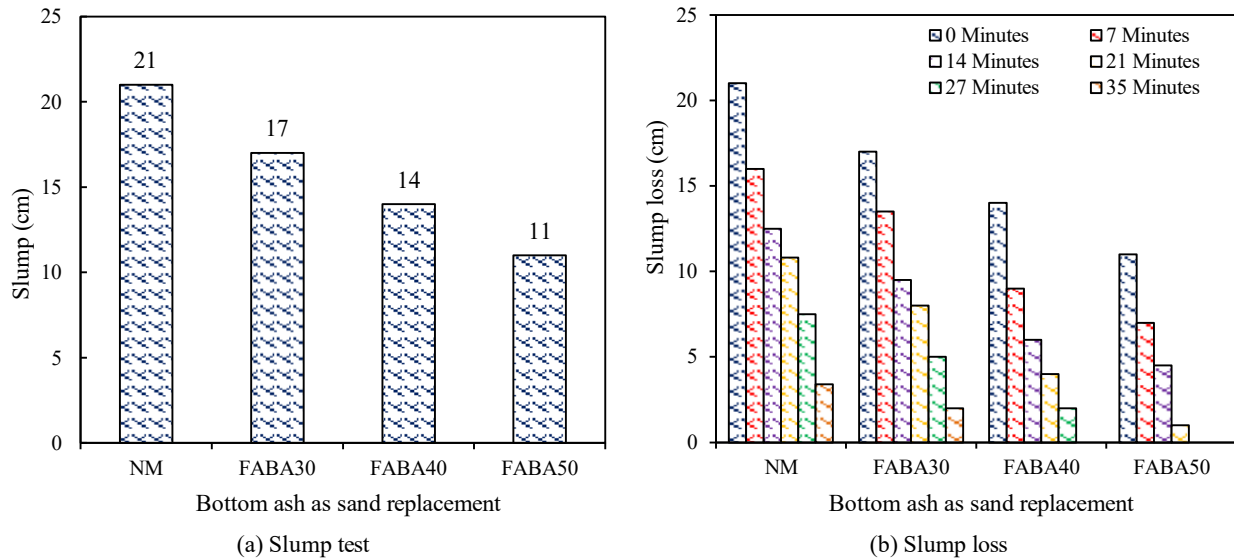 25
20
15
10
5
0
Slump (cm)
21
17
14
11
NM FABA30 FABA40 FABA50
Bottom ash as sand replacement
(a) Slump test
25
20
15
10
5
0
Slump loss (cm)
0 Minutes 7 Minutes
14 Minutes 21 Minutes
27 Minutes 35 Minutes
NM FABA30 FABA40 FABA50
Bottom ash as sand replacement
(b) Slump loss